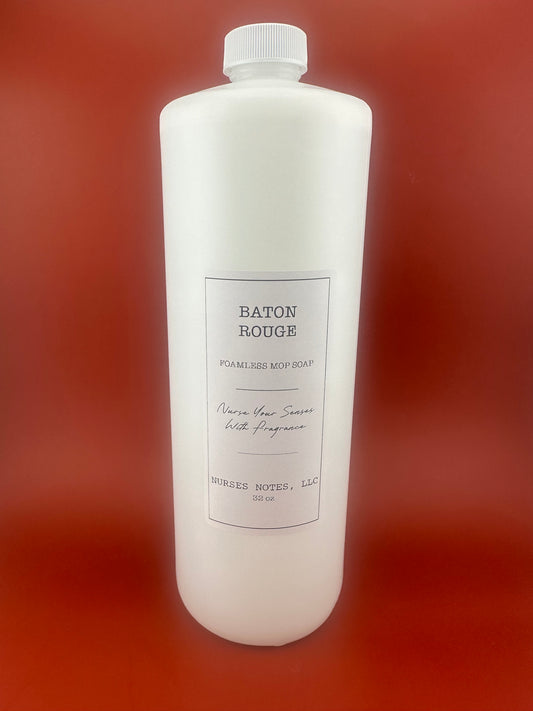 BATON
ROUGE
FOAMLESS MOP SOAP
Nurse Your Senses
With Fragrance
NURSES NOTES, LLC
32 oz